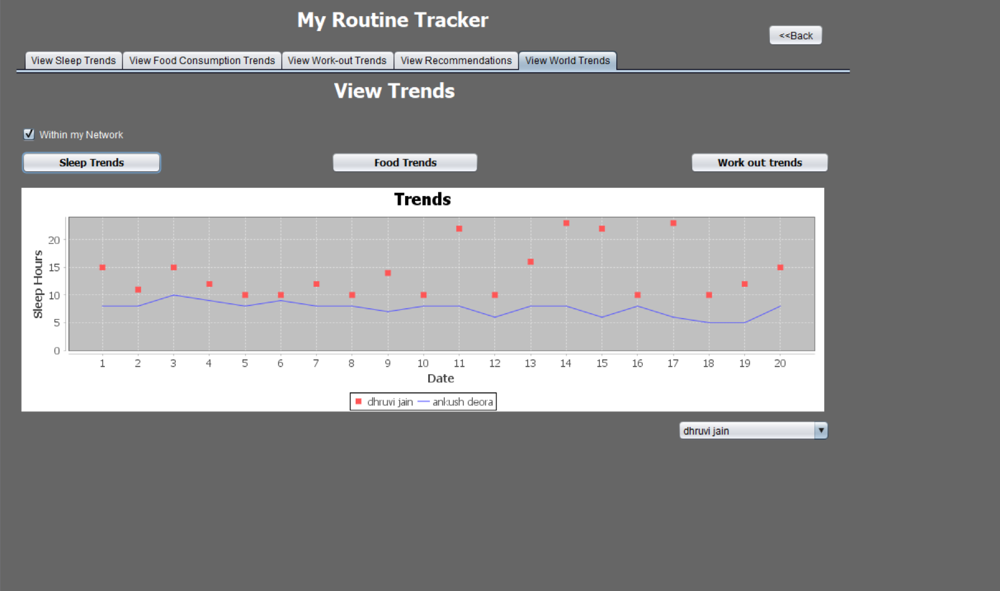 My Routine Tracker
<<Back
View Sleep Trends View Food Consumption Trends View Work-out Trends View Recommendations View World Trends
View Trends
Within my Network
Sleep Trends Food Trends Work out trends
Trends
Sleep Hours
20
15
10
5
0
1 2 3 4 5 6 7 8 9 10 11 12 13 14 15 16 17 18 19 20
Date
dhruvi jain ankush deora
dhruvi jain